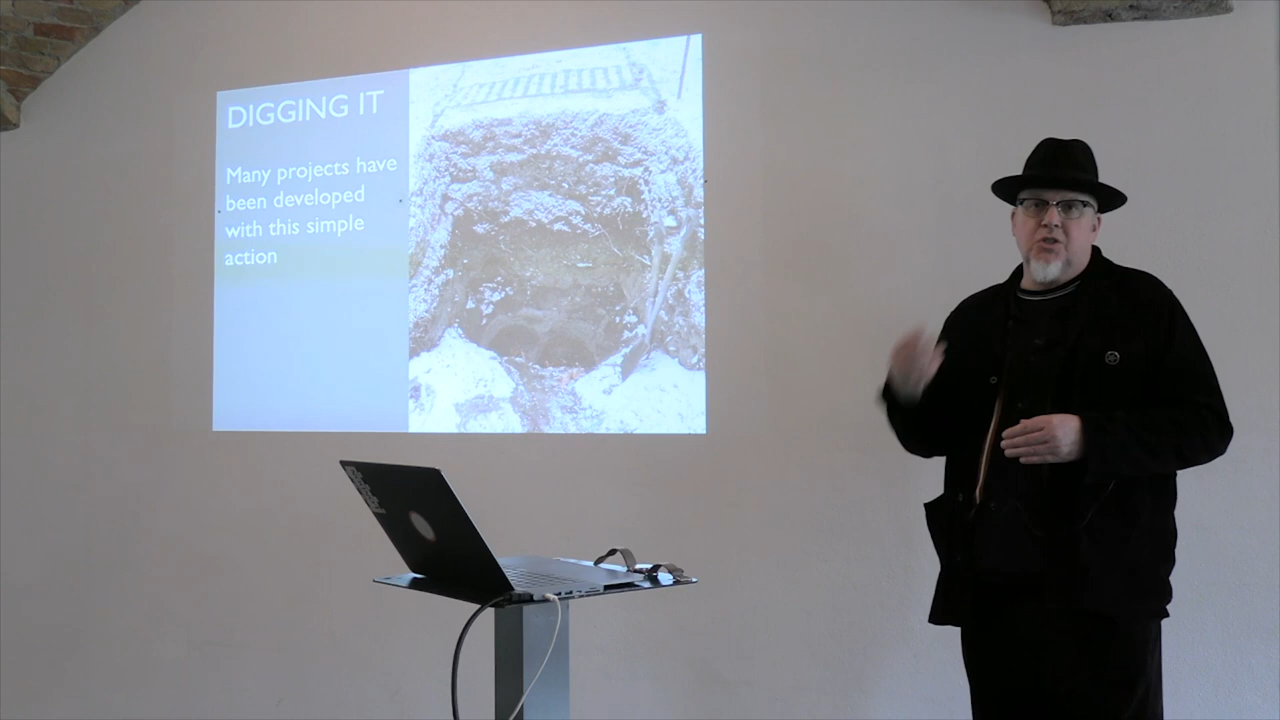 DIGGING IT
Many projects have
been developed
with this simple
action